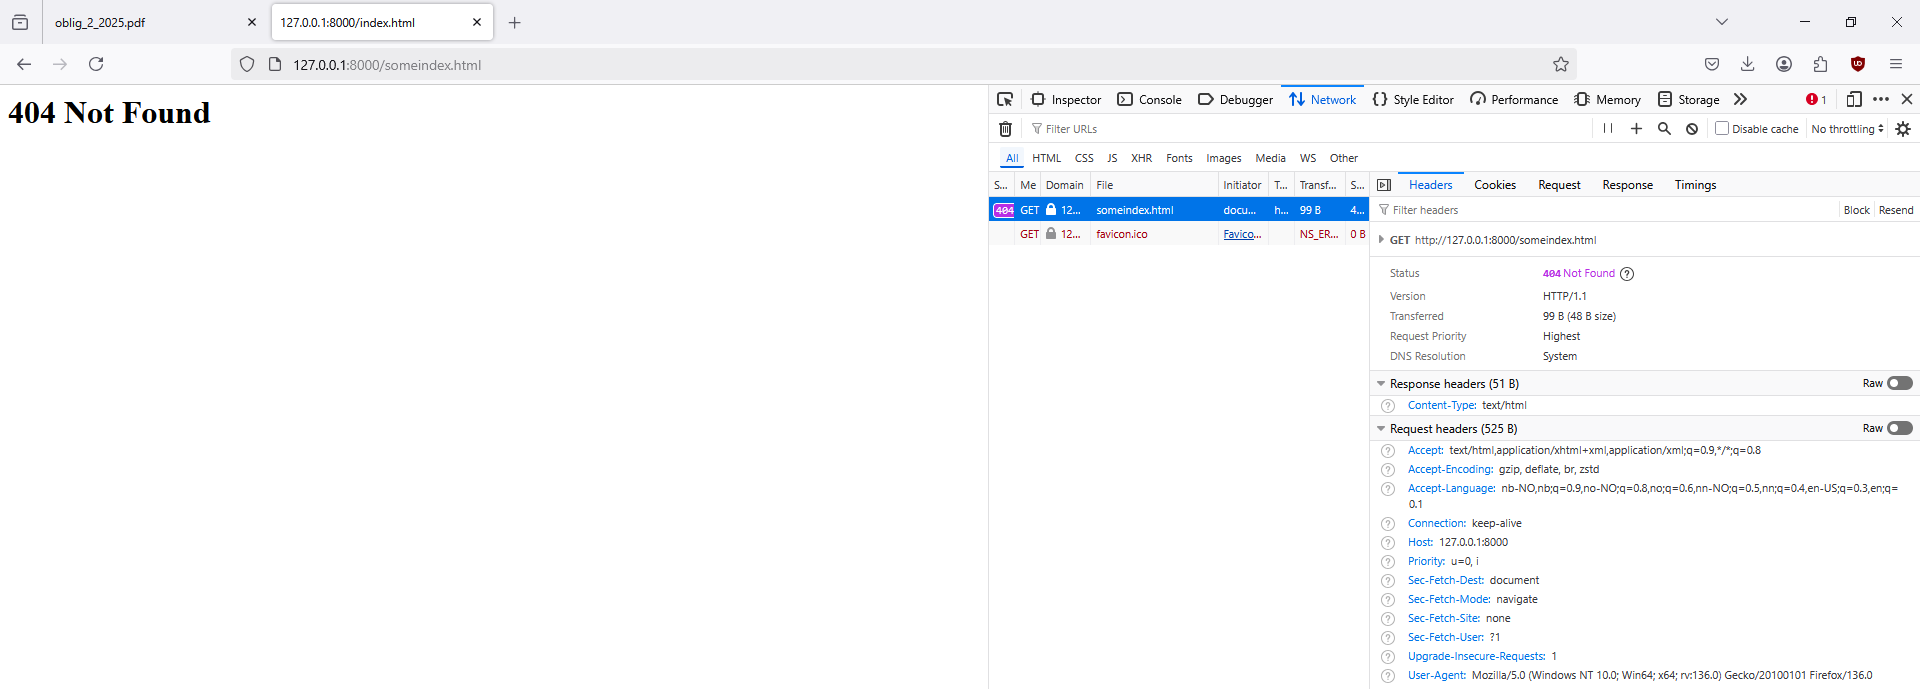 oblig_2_2025.pdf
127.0.0.1:8000/index.html
127.0.0.1:8000/someindex.html
404 Not Found
Inspector Console Debugger Network Style Editor Performance Memory Storage 1
Filter URLs Disable cache No throttling
All HTML CSS JS XHR Fonts Images Media WS Other
S... Me Domain File Initiator T... Transf... S...
404 GET 12... someindex.html docu... h... 99 B 4...
GET 12... favicon.ico Favico... NS_ER... 0 B
Headers Cookies Request Response Timings
Filter headers Block Resend
GET http://127.0.0.1:8000/someindex.html
Status 404 Not Found
Version HTTP/1.1
Transferred 99 B (48 B size)
Request Priority Highest
DNS Resolution System
Response headers (51 B) Raw
Content-Type: text/html
Request headers (525 B) Raw
Accept: text/html,application/xhtml+xml,application/xml;q=0.9,*/*;q=0.8
Accept-Encoding: gzip, deflate, br, zstd
Accept-Language: nb-NO,nb;q=0.9,no-NO;q=0.8,no;q=0.6,nn-NO;q=0.5,nn;q=0.4,en-US;q=0.3,en;q=
0.1
Connection: keep-alive
Host: 127.0.0.1:8000
Priority: u=0, i
Sec-Fetch-Dest: document
Sec-Fetch-Mode: navigate
Sec-Fetch-Site: none
Sec-Fetch-User: ?1
Upgrade-Insecure-Requests: 1
User-Agent: Mozilla/5.0 (Windows NT 10.0; Win64; x64; rv:136.0) Gecko/20100101 Firefox/136.0